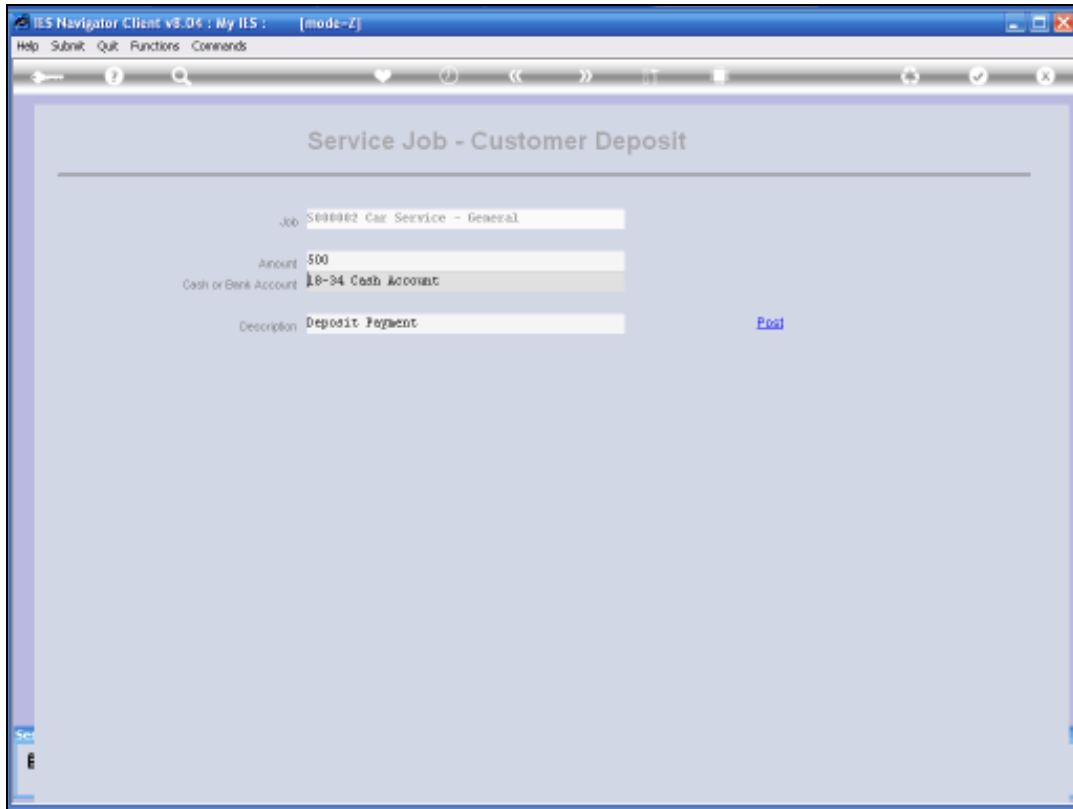 IES Navigator Client v8.04 : My IES : [mode=Z]
Help Submit Quit Functions Commands
Service Job - Customer Deposit
Job S000002 Car Service - General
Amount 500
Cash or Bank Account 18-34 Cash Account
Description Deposit Payment Post